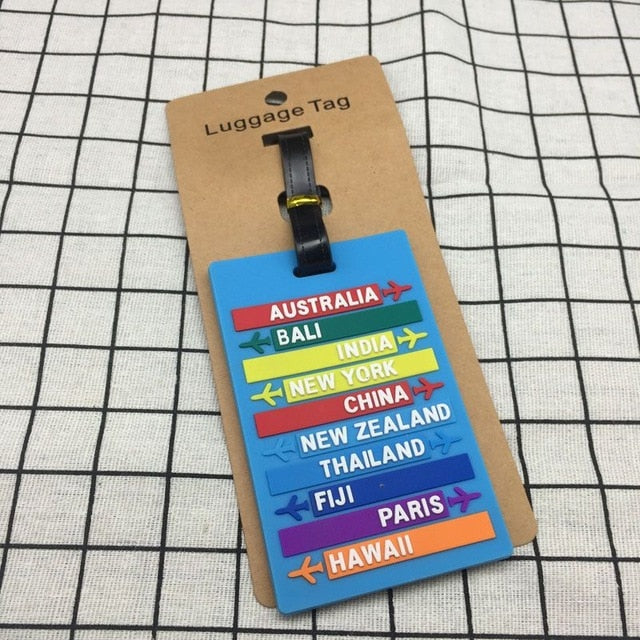 Luggage Tag
AUSTRALIA
BALI
INDIA
NEW YORK
CHINA
NEW ZEALAND
THAILAND
FIJI
PARIS
HAWAII